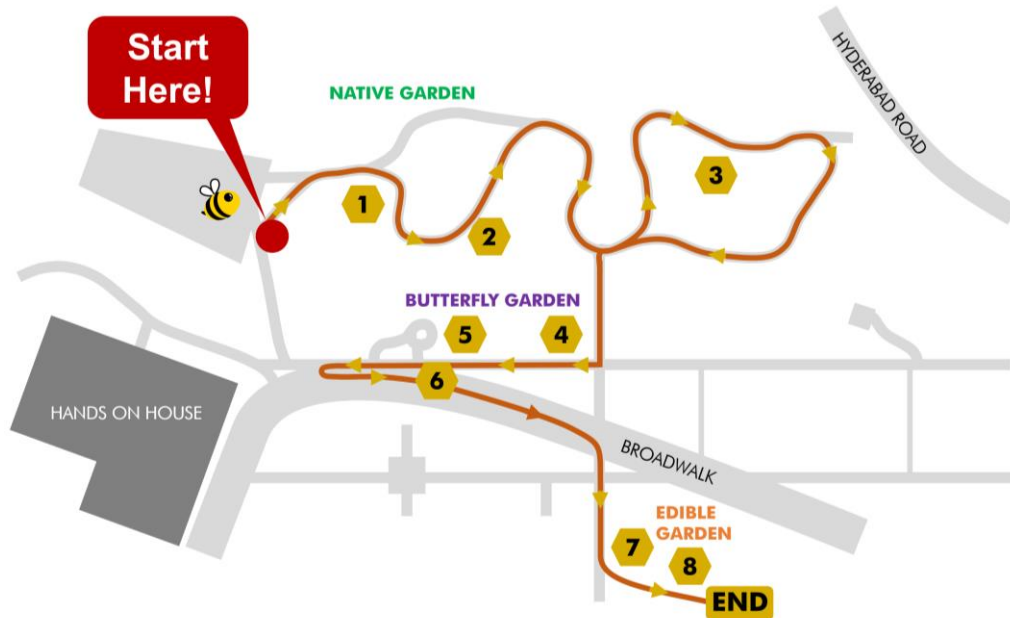 Start
Here!
NATIVE GARDEN
HYDERABAD ROAD
1
2
3
BUTTERFLY GARDEN
5
4
6
HANDS ON HOUSE
BROADWALK
EDIBLE
GARDEN
7
8
END